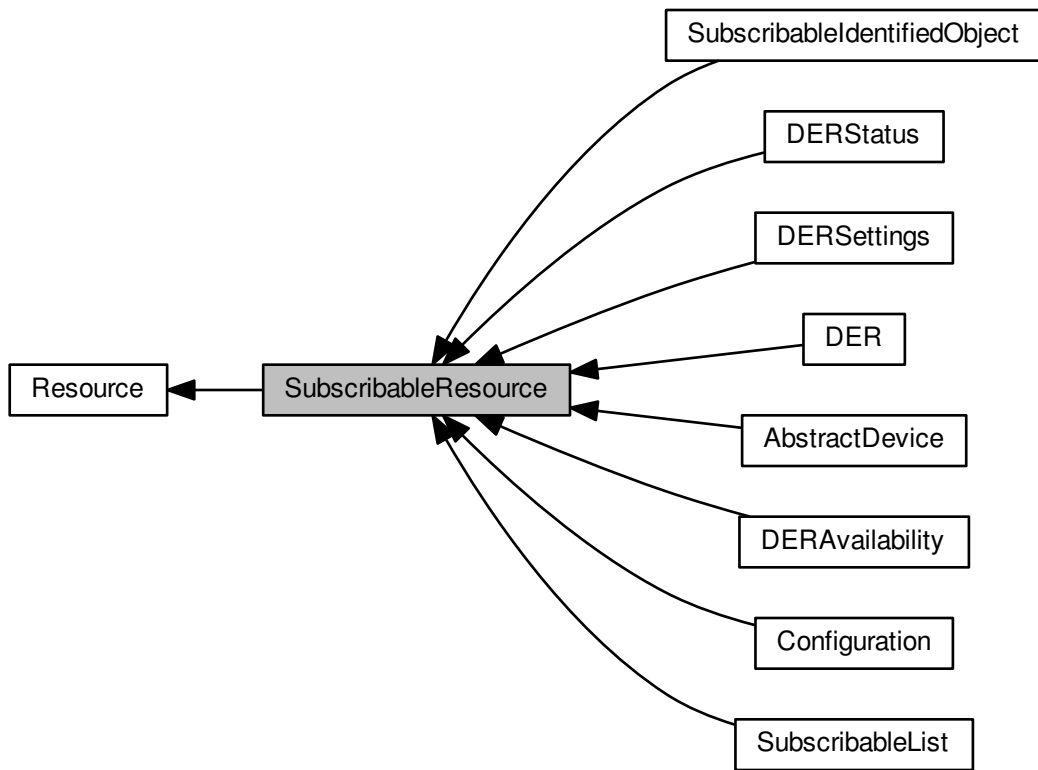 SubscribableIdentifiedObject
DERStatus
DERSettings
DER
Resource
SubscribableResource
AbstractDevice
DERAvailability
Configuration
SubscribableList